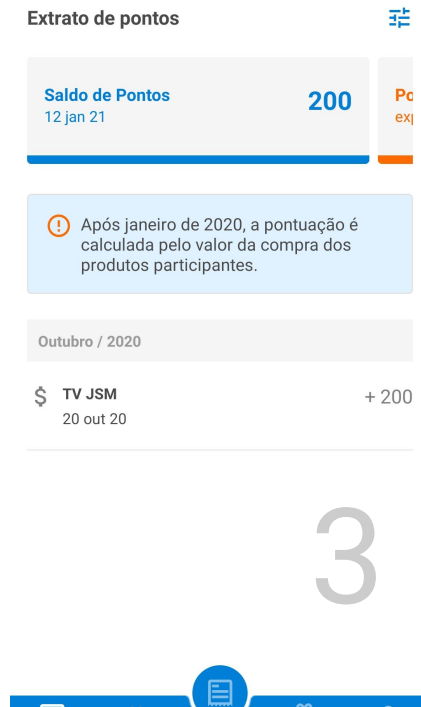 Extrato de pontos
Saldo de Pontos
12 jan 21
200
Após janeiro de 2020, a pontuação é
calculada pelo valor da compra dos
produtos participantes.
Outubro / 2020
$ TV JSM
20 out 20
+ 200
3